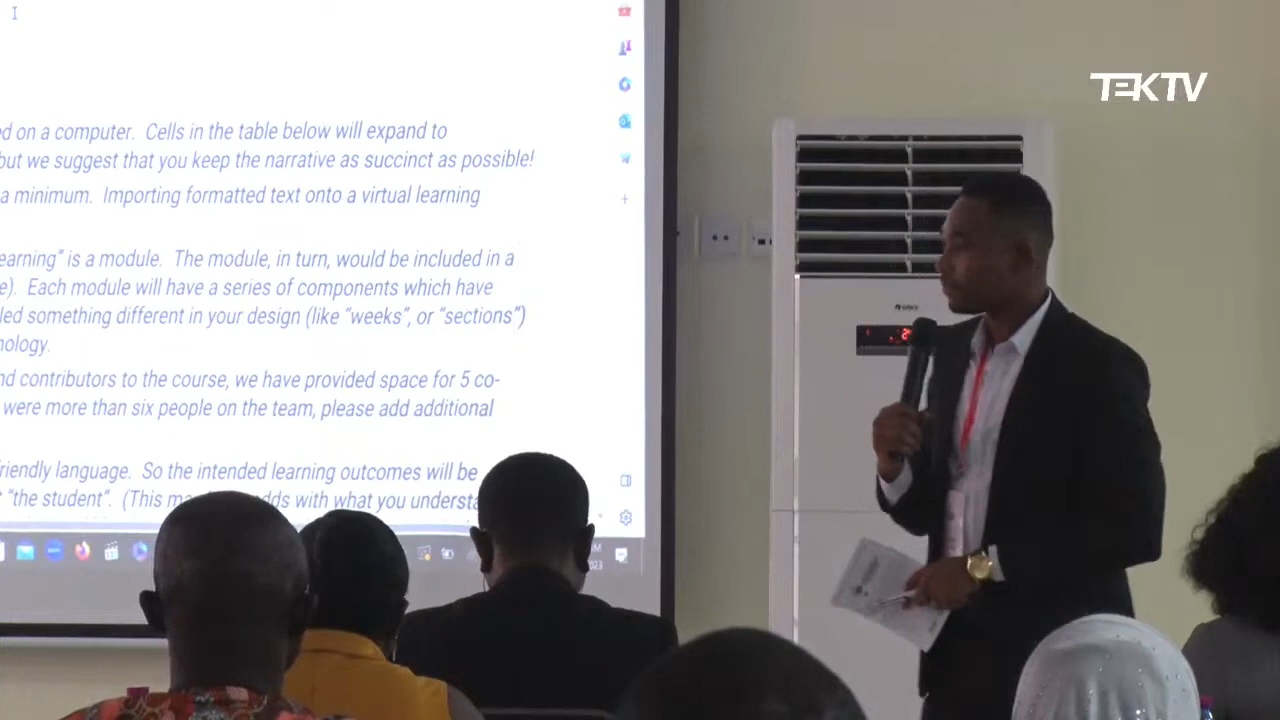 TEKTV
ed on a computer. Cells in the table below will expand to
but we suggest that you keep the narrative as succinct as possible!
a minimum. Importing formatted text onto a virtual learning
earning” is a module. The module, in turn, would be included in a
e). Each module will have a series of components which have
led something different in your design (like “weeks”, or “sections”)
nology.
nd contributors to the course, we have provided space for 5 co-
were more than six people on the team, please add additional
riendly language. So the intended learning outcomes will be
“the student”. (This with what you understa